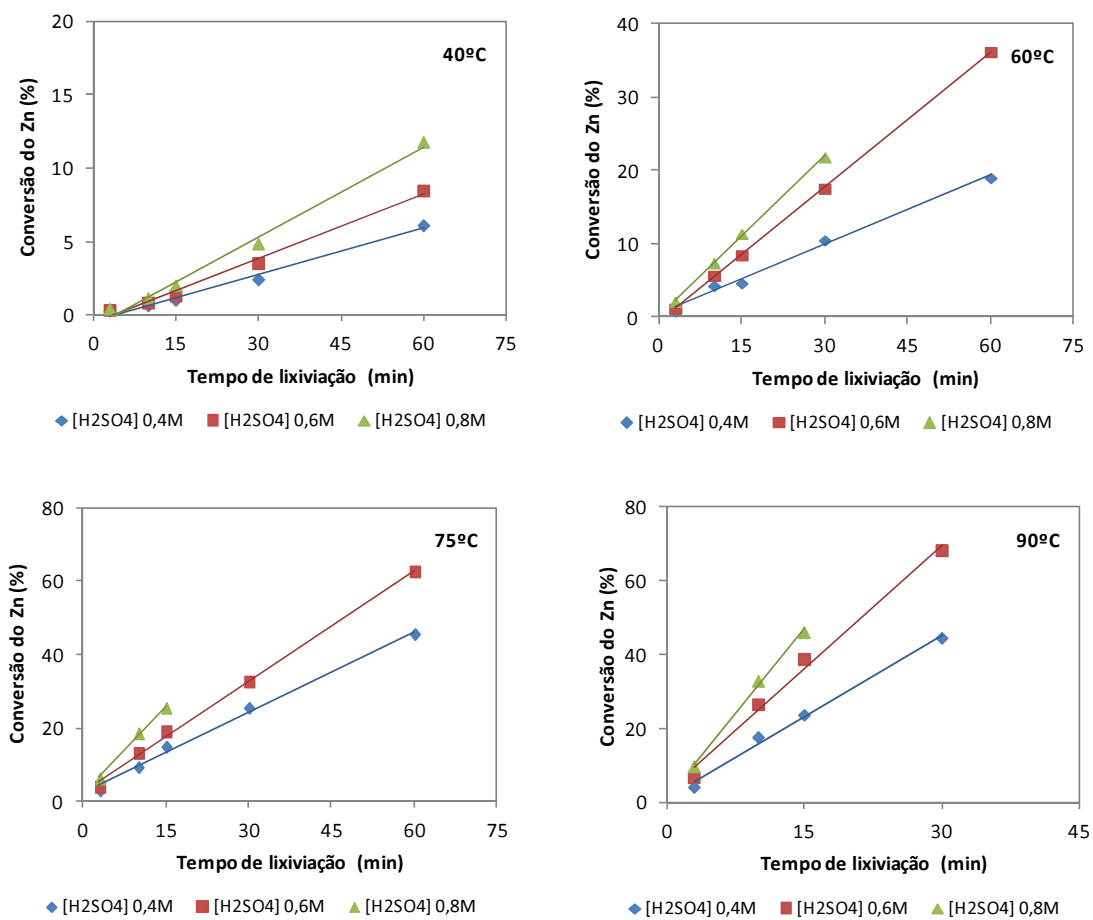 40ºC
Conversão do Zn (%)
20
15
10
5
0
0 15 30 45 60 75
Tempo de lixiviação (min)
[H2SO4] 0,4M [H2SO4] 0,6M [H2SO4] 0,8M
60ºC
Conversão do Zn (%)
40
30
20
10
0
0 15 30 45 60 75
Tempo de lixiviação (min)
[H2SO4] 0,4M [H2SO4] 0,6M [H2SO4] 0,8M
75ºC
Conversão do Zn (%)
80
60
40
20
0
0 15 30 45 60 75
Tempo de lixiviação (min)
[H2SO4] 0,4M [H2SO4] 0,6M [H2SO4] 0,8M
90ºC
Conversão do Zn (%)
80
60
40
20
0
0 15 30 45
Tempo de lixiviação (min)
[H2SO4] 0,4M [H2SO4] 0,6M [H2SO4] 0,8M